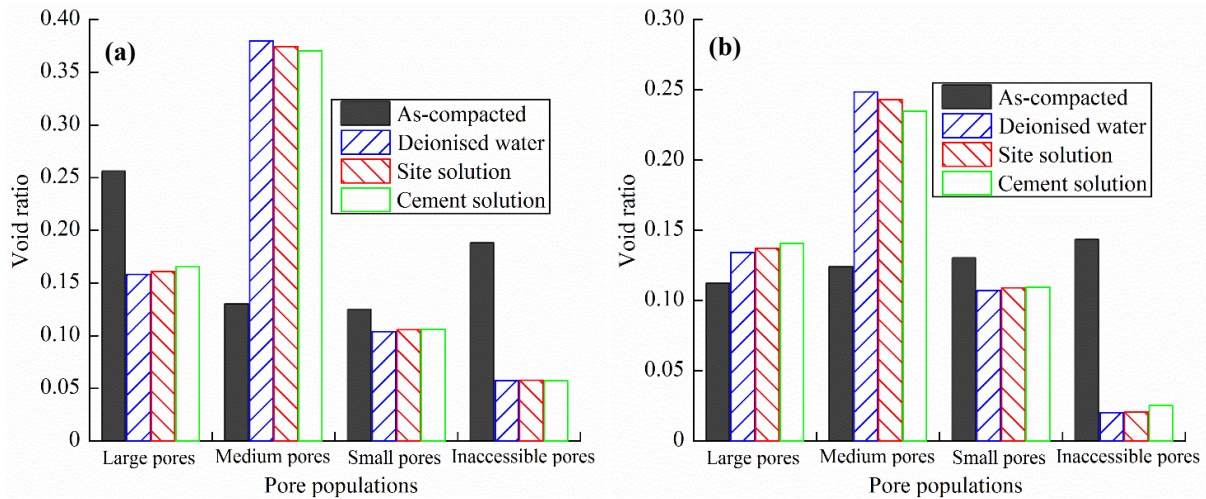 (a)
Void ratio
0.40
0.35
0.30
0.25
0.20
0.15
0.10
0.05
0
As-compacted
Deionised water
Site solution
Cement solution
Large pores Medium pores Small pores Inaccessible pores
Pore populations
(b)
Void ratio
0.30
0.25
0.20
0.15
0.10
0.05
0
As-compacted
Deionised water
Site solution
Cement solution
Large pores Medium pores Small pores Inaccessible pores
Pore populations